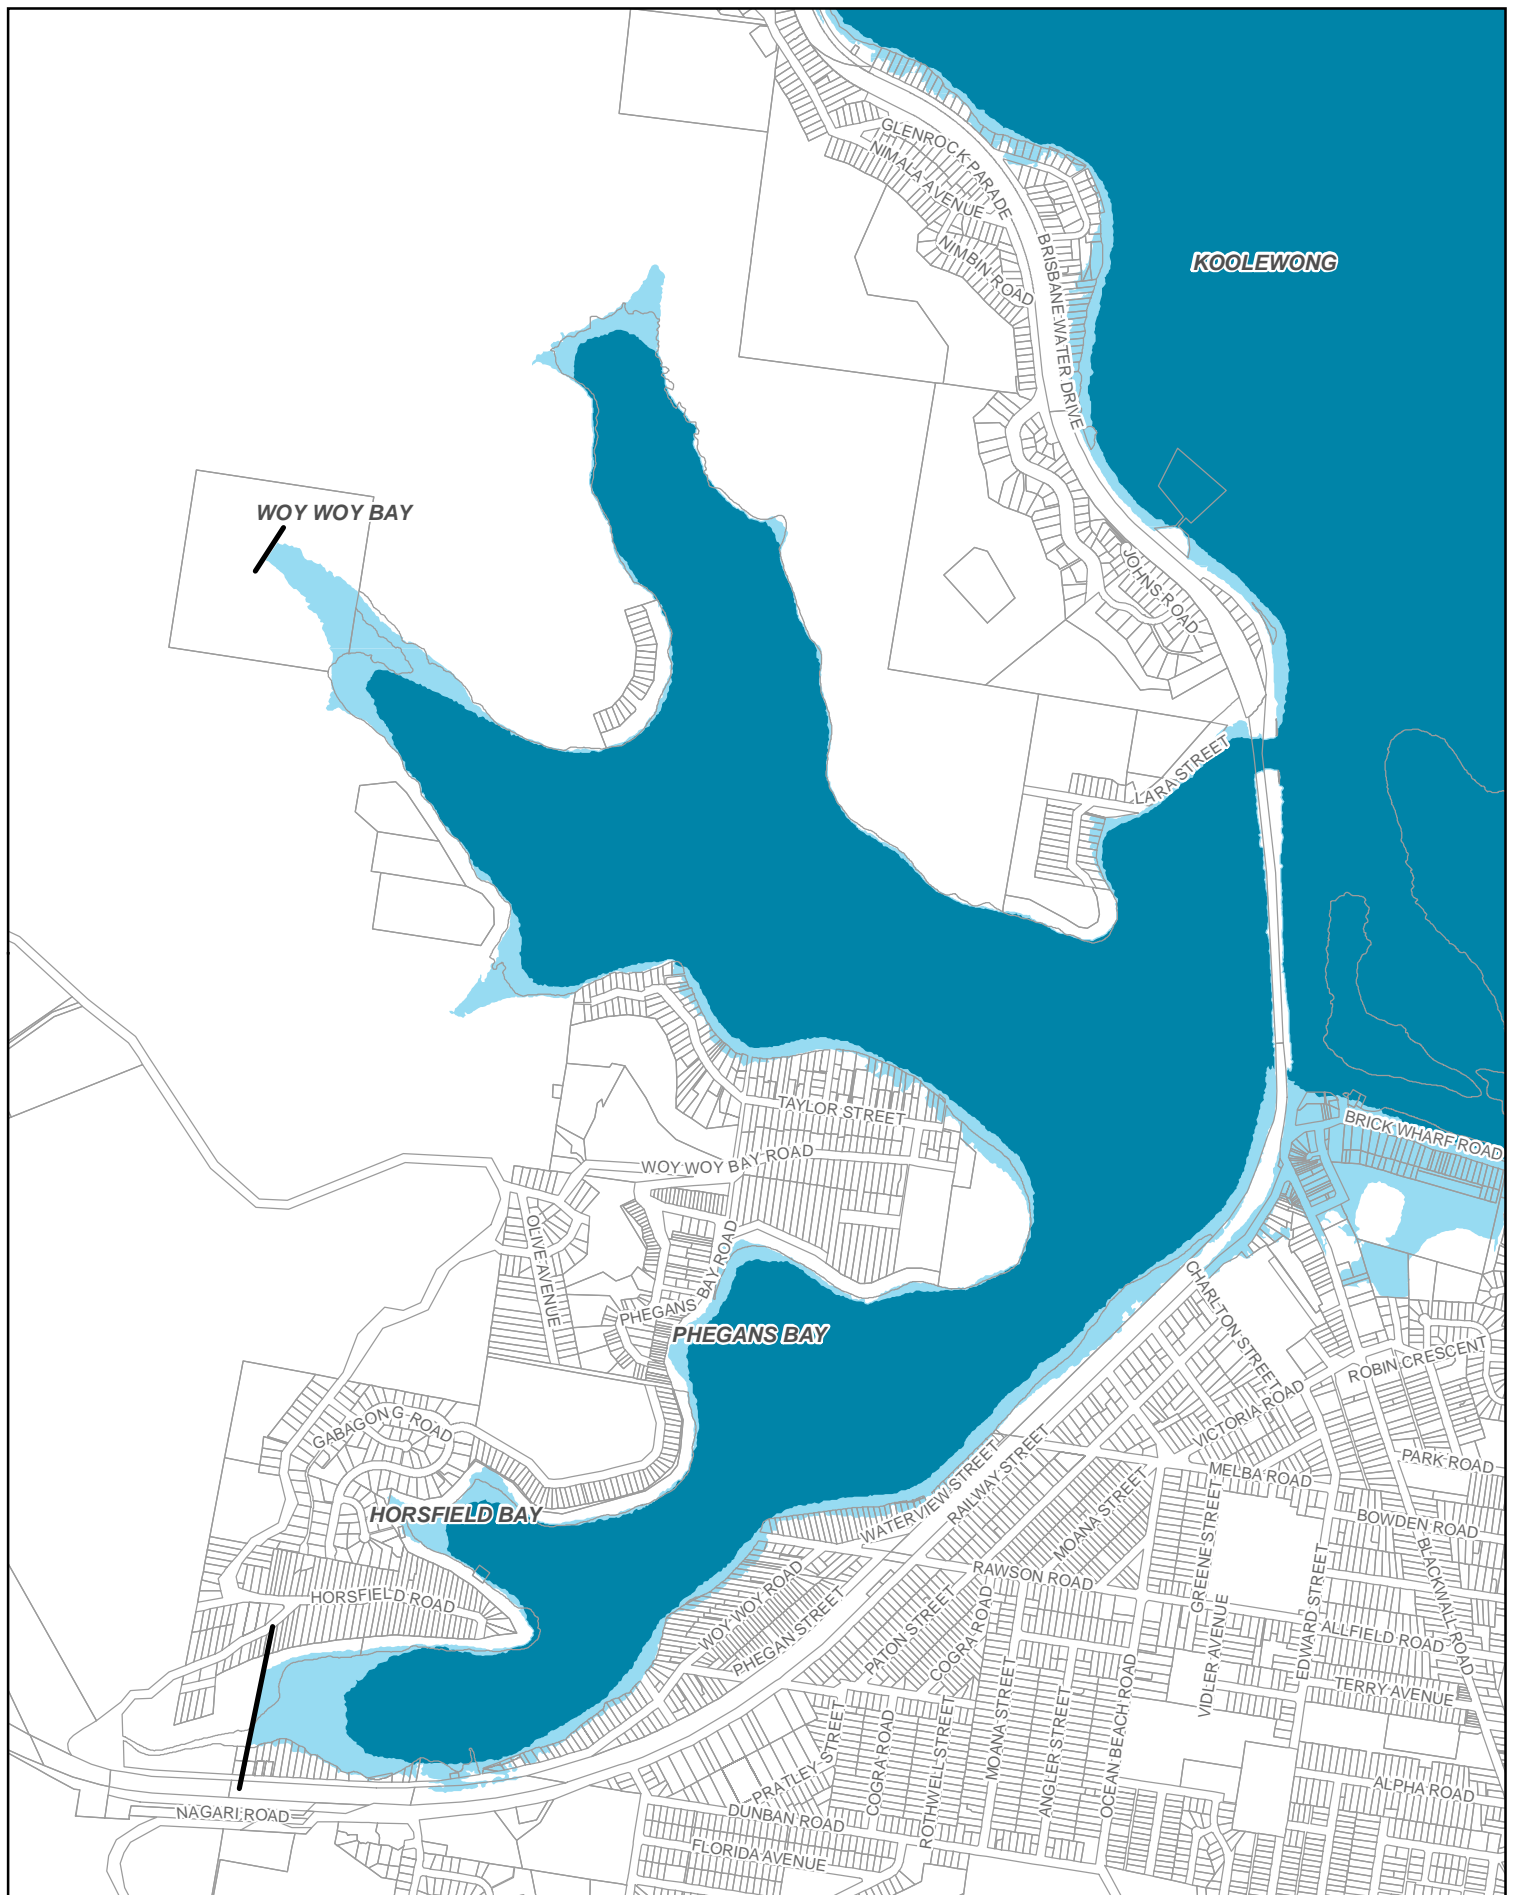 GLENROCK PARADE
NIMALA AVENUE
NIMBIN ROAD
BRISBANE WATER DRIVE
KOOLEWONG
WOY WOY BAY
JOHNS ROAD
LARA STREET
TAYLOR STREET
BRICK WHARF ROAD
WOY WOY BAY ROAD
OLIVE AVENUE
PHEGANS BAY ROAD
PHEGANS BAY
CHARLTON STREET
ROBIN CRESCENT
VICTORIA ROAD
GABAGONG ROAD
PARK ROAD
MELBA ROAD
HORSFIELD BAY
WATERVIEW STREET
RAILWAY STREET
MOANA STREET
GREENE STREET
BOWDEN ROAD
BLACKWALL ROAD
HORSFIELD ROAD
WOY WOY ROAD
PHEGAN STREET
RAWSON ROAD
PATON STREET
COGRA ROAD
EDWARD STREET
ALLFIELD ROAD
VIDLER AVENUE
TERRY AVENUE
PRATLEY STREET
COGRA ROAD
ROTHWELL STREET
MOANA STREET
ANGLER STREET
OCEAN BEACH ROAD
ALPHA ROAD
NAGARI ROAD
DUNBAN ROAD
FLORIDA AVENUE